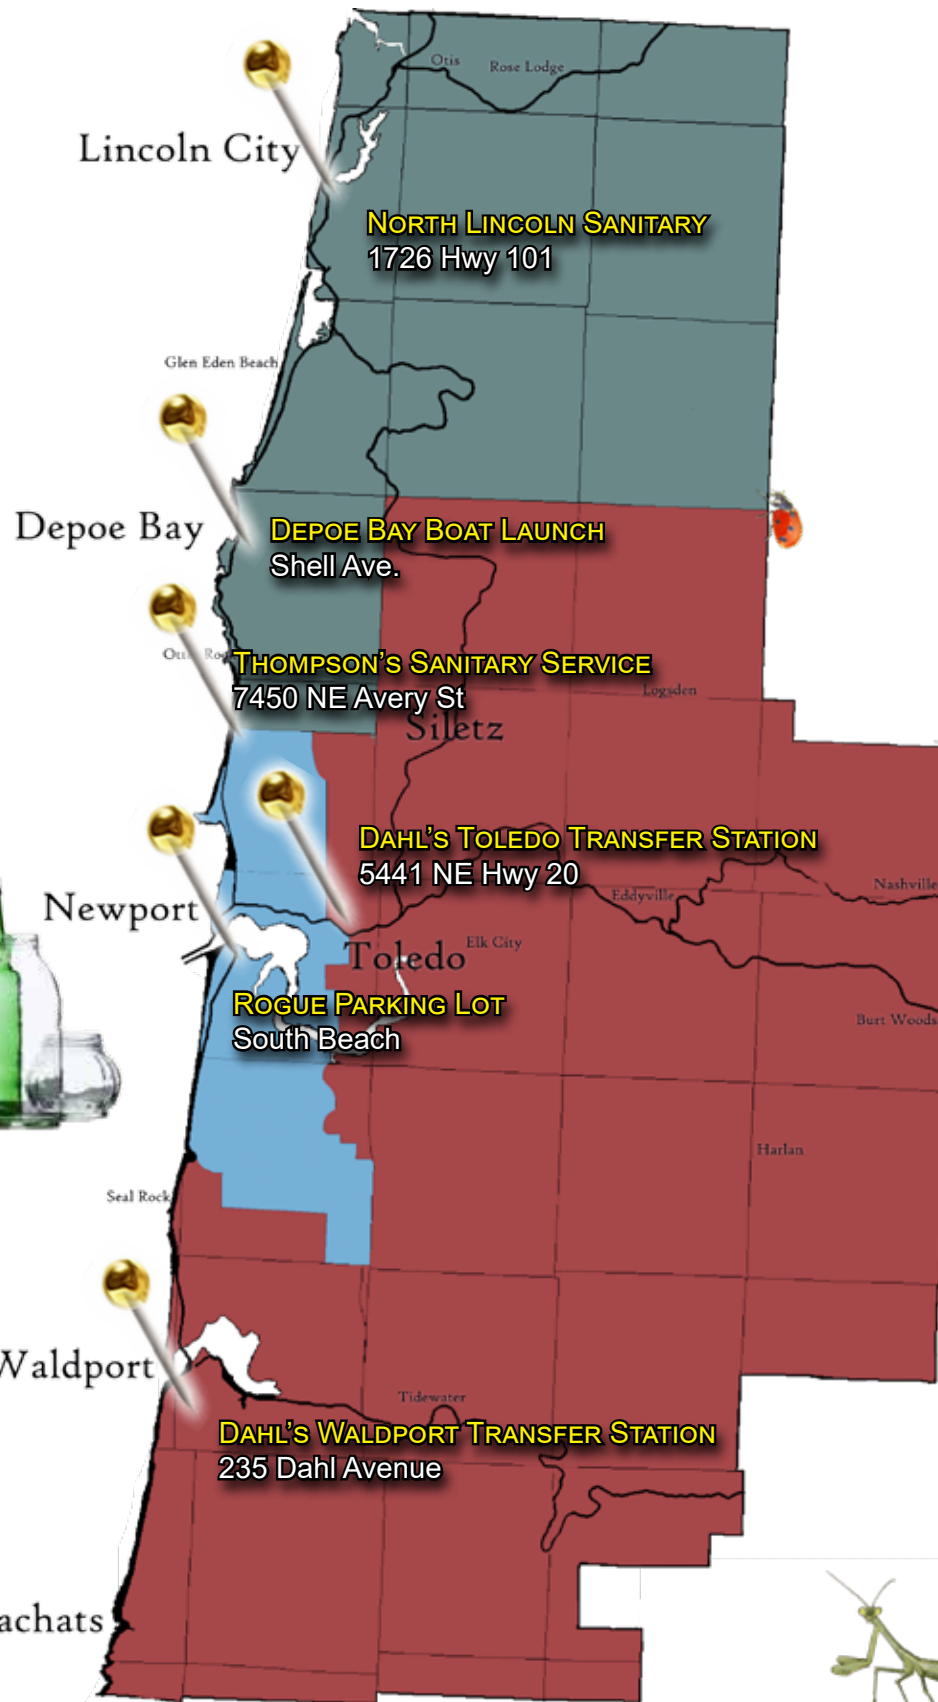 Otis
Rose Lodge
Lincoln City
North Lincoln Sanitary
1726 Hwy 101
Glen Eden Beach
Depoe Bay
Depoe Bay Boat Launch
Shell Ave.
Thompson's Sanitary Service
7450 NE Avery St
Logsden
Siletz
Dahl's Toledo Transfer Station
5441 NE Hwy 20
Nashville
Eddyville
Newport
Elk City
Toledo
Rogue Parking Lot
South Beach
Burt Woods
Harlan
Seal Rock
Waldport
Tidewater
Dahl's Waldport Transfer Station
235 Dahl Avenue
achats